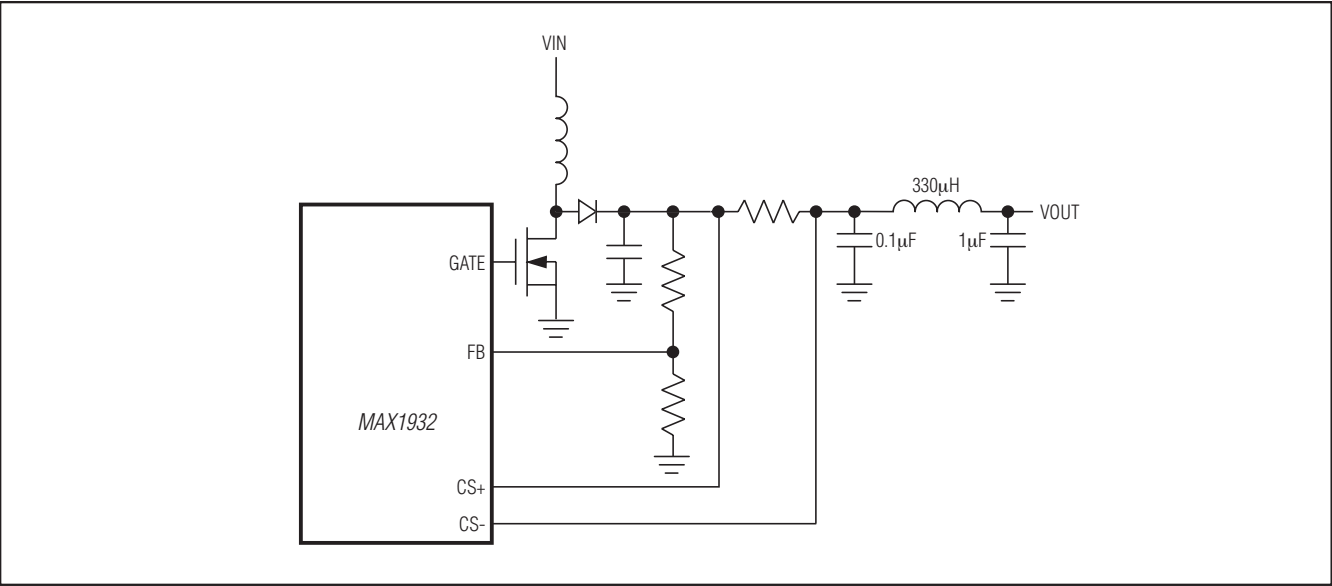 VIN
330μH
VOUT
0.1μF
1μF
GATE
FB
MAX1932
CS+
CS-